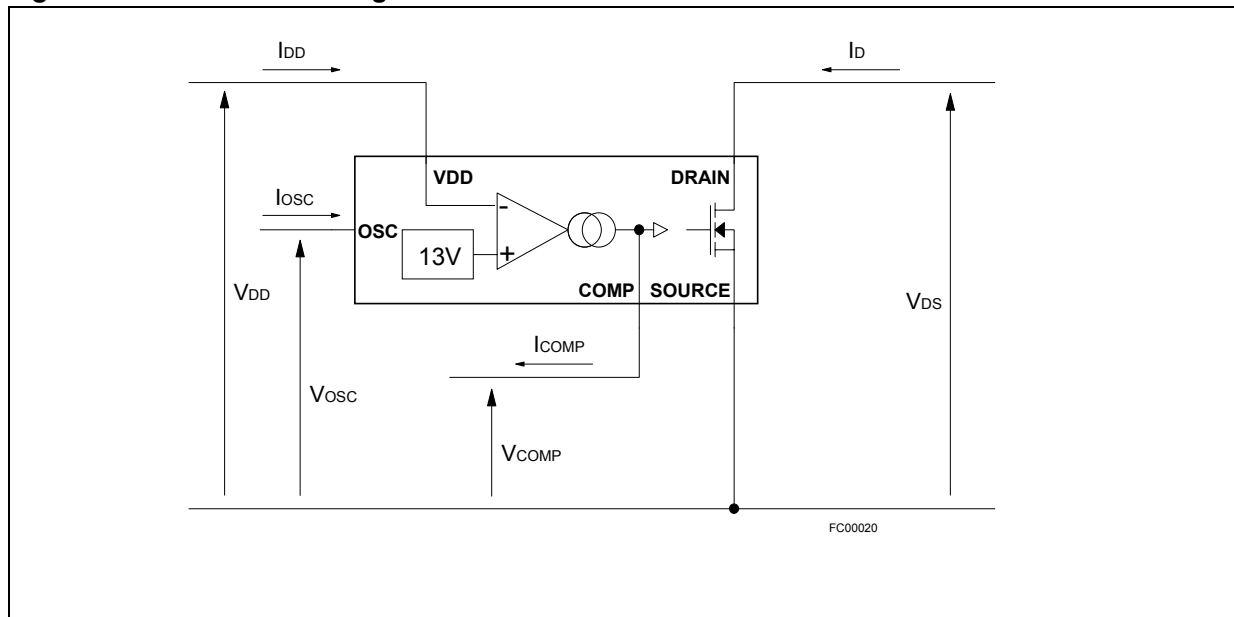 IDD
ID
VDD
DRAIN
IOSC
OSC
-
13V
+
COMP
SOURCE
VDD
VDS
ICOMP
VOSC
VCOMP
FC00020